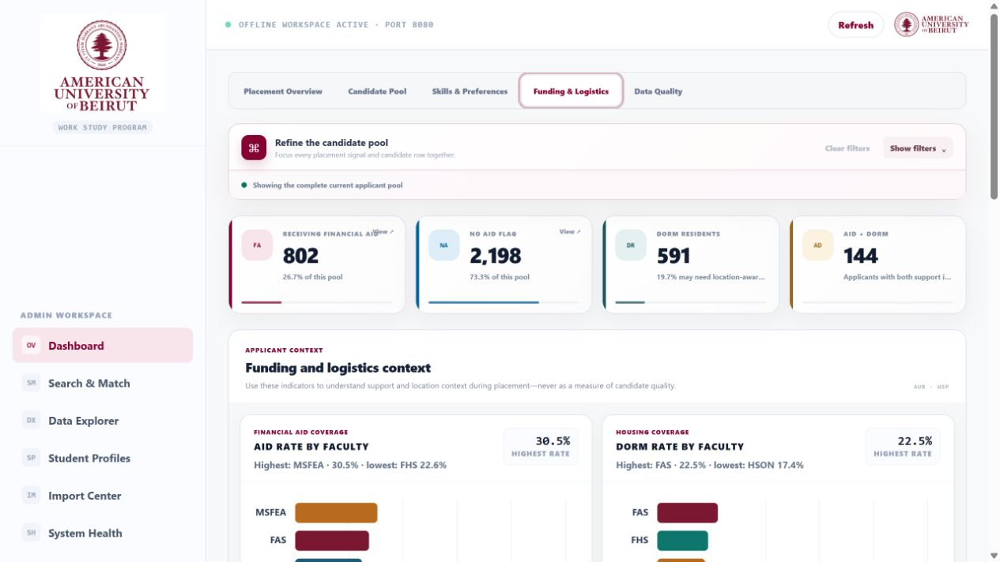 AMERICAN
UNIVERSITY
OF BEIRUT
WORK STUDY PROGRAM
ADMIN WORKSPACE
OV Dashboard
SM Search & Match
DX Data Explorer
SP Student Profiles
IM Import Center
SH System Health
OFFLINE WORKSPACE ACTIVE · PORT 8080
Refresh
AMERICAN
UNIVERSITY
OF BEIRUT
Placement Overview Candidate Pool Skills & Preferences Funding & Logistics Data Quality
⌘
Refine the candidate pool
Focus every placement signal and candidate row together.
Clear filters
Show filters
Showing the complete current applicant pool
FA
RECEIVING FINANCIAL AID
View ↗
802
26.7% of this pool
NA
NO AID FLAG
View ↗
2,198
73.3% of this pool
DR
DORM RESIDENTS
591
19.7% may need location-awar...
AD
AID + DORM
144
Applicants with both support i...
APPLICANT CONTEXT
Funding and logistics context
Use these indicators to understand support and location context during placement—never as a measure of candidate quality.
AUB · WSP
FINANCIAL AID COVERAGE
AID RATE BY FACULTY
Highest: MSFEA · 30.5% · lowest: FHS 22.6%
30.5%
HIGHEST RATE
MSFEA
FAS
HOUSING COVERAGE
DORM RATE BY FACULTY
Highest: FAS · 22.5% · lowest: HSON 17.4%
22.5%
HIGHEST RATE
FAS
FHS